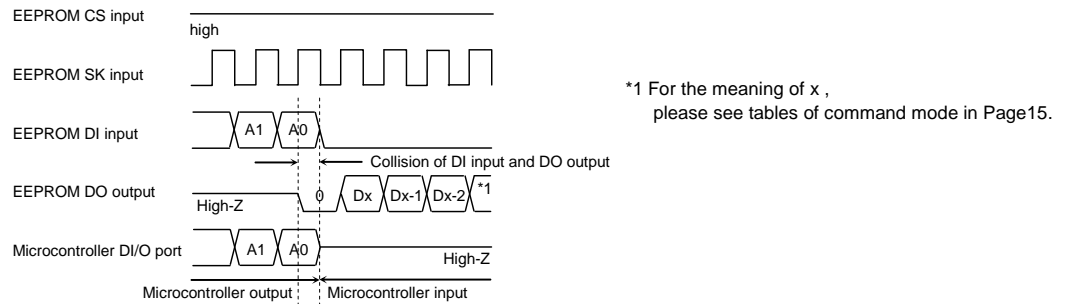 EEPROM CS input
high
EEPROM SK input
*1 For the meaning of x ,
please see tables of command mode in Page15.
EEPROM DI input
A1 A0
Collision of DI input and DO output
EEPROM DO output
High-Z
0 Dx Dx-1 Dx-2 *1
Microcontroller DI/O port
A1 A0
High-Z
Microcontroller output Microcontroller input